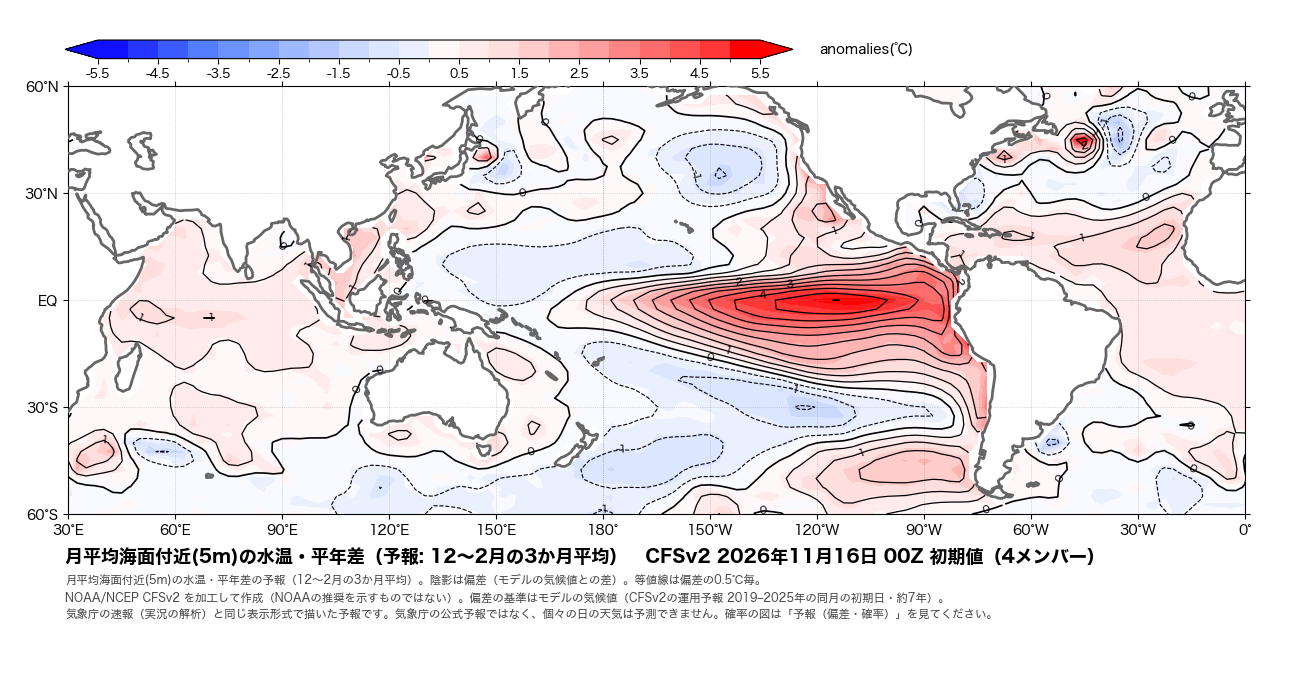 anomalies(℃)
-5.5 -4.5 -3.5 -2.5 -1.5 -0.5 0.5 1.5 2.5 3.5 4.5 5.5
60°N
30°N
EQ
30°S
60°S
30°E 60°E 90°E 120°E 150°E 180° 150°W 120°W 90°W 60°W 30°W 0°
月平均海面付近(5m)の水温・平年差（予報: 12〜2月の3か月平均） CFSv2 2026年11月16日 00Z 初期値（4メンバー）
月平均海面付近(5m)の水温・平年差の予報（12〜2月の3か月平均）。陰影は偏差（モデルの気候値との差）。等値線は偏差の0.5℃毎。
NOAA/NCEP CFSv2 を加工して作成（NOAAの推奨を示すものではない）。偏差の基準はモデルの気候値（CFSv2の運用予報 2019–2025年の同月の初期日・約7年）。
気象庁の速報（実況の解析）と同じ表示形式で描いた予報です。気象庁の公式予報ではなく、個々の日の天気は予測できません。確率の図は「予報（偏差・確率）」を見てください。